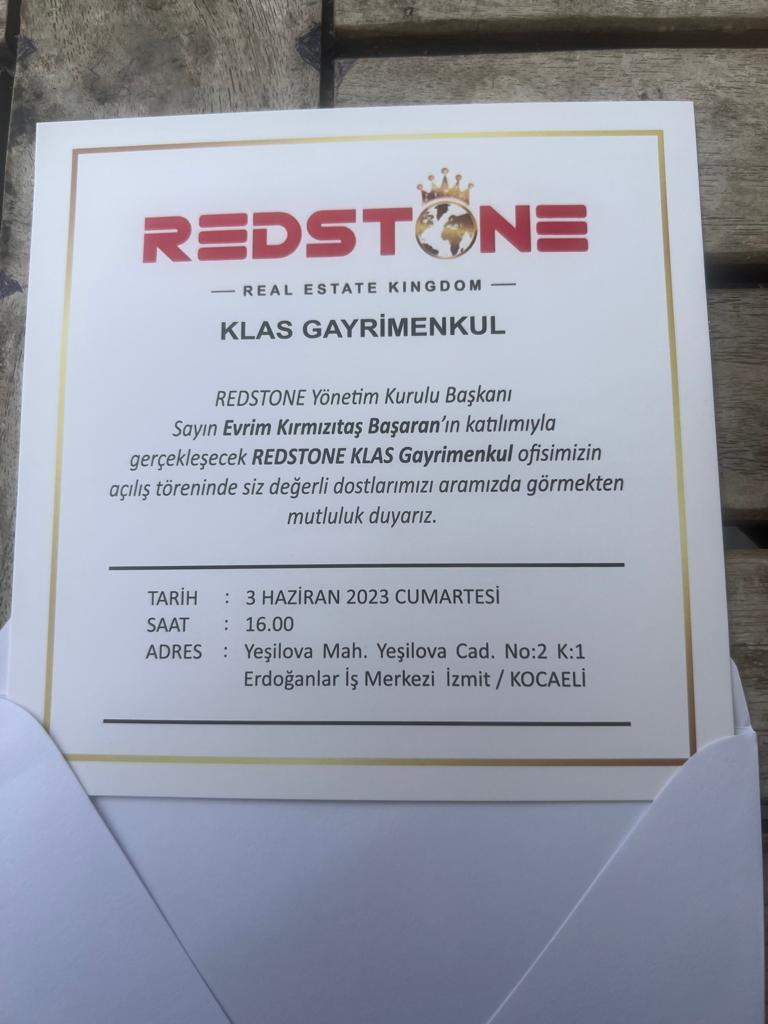 REDSTONE
REAL ESTATE KINGDOM
KLAS GAYRİMENKUL
REDSTONE Yönetim Kurulu Başkanı
Sayın Evrim Kırmızıtaş Başaran’ın katılımıyla
gerçekleşecek REDSTONE KLAS Gayrimenkul ofisimizin
açılış töreninde siz değerli dostlarımızı aramızda görmekten
mutluluk duyarız.
TARİH : 3 HAZİRAN 2023 CUMARTESİ
SAAT : 16.00
ADRES : Yeşilova Mah. Yeşilova Cad. No:2 K:1
Erdoğanlar İş Merkezi İzmit / KOCAELİ